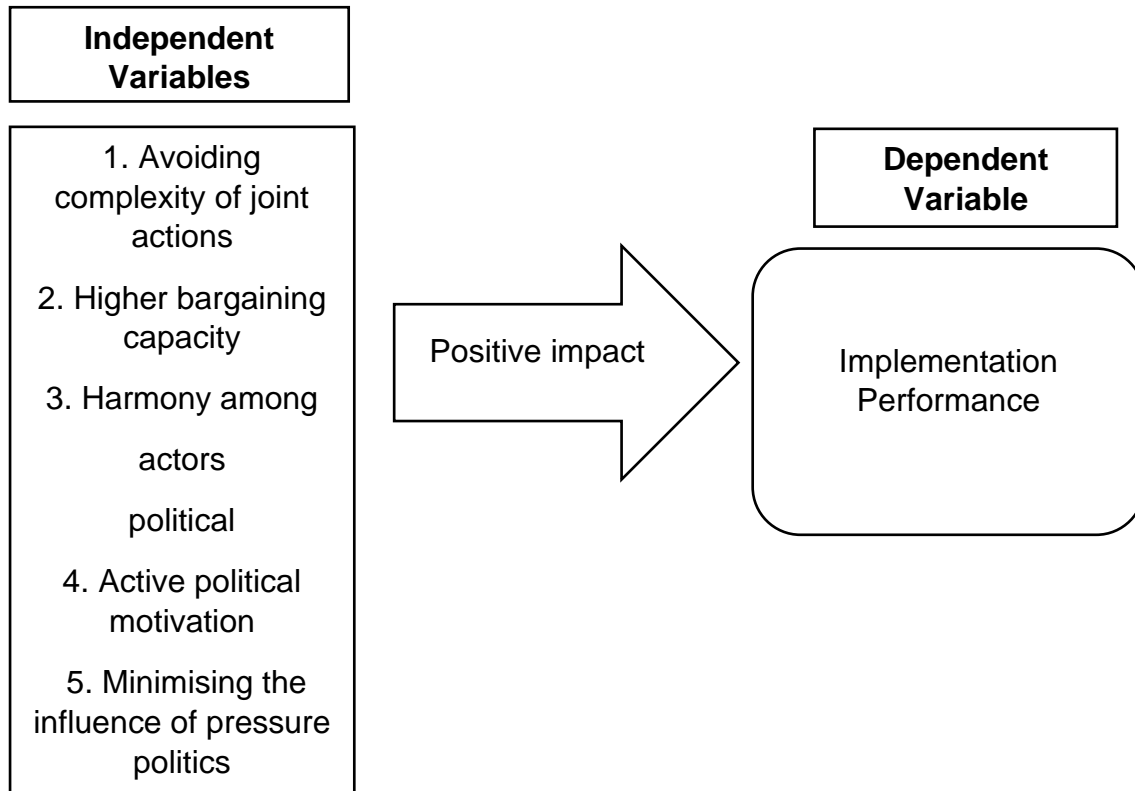 Independent
Variables
1. Avoiding
complexity of joint
actions
2. Higher bargaining
capacity
3. Harmony among
actors
political
4. Active political
motivation
5. Minimising the
influence of pressure
politics
Positive impact
Dependent
Variable
Implementation
Performance